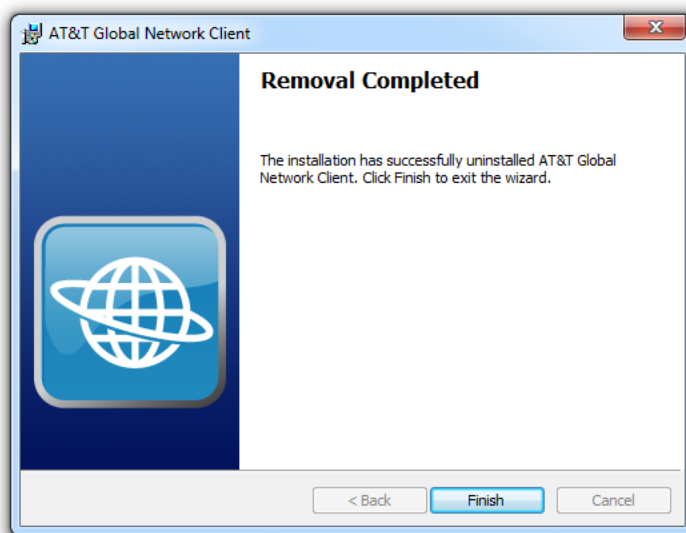 AT&T Global Network Client
Removal Completed
The installation has successfully uninstalled AT&T Global
Network Client. Click Finish to exit the wizard.
< Back
Finish
Cancel